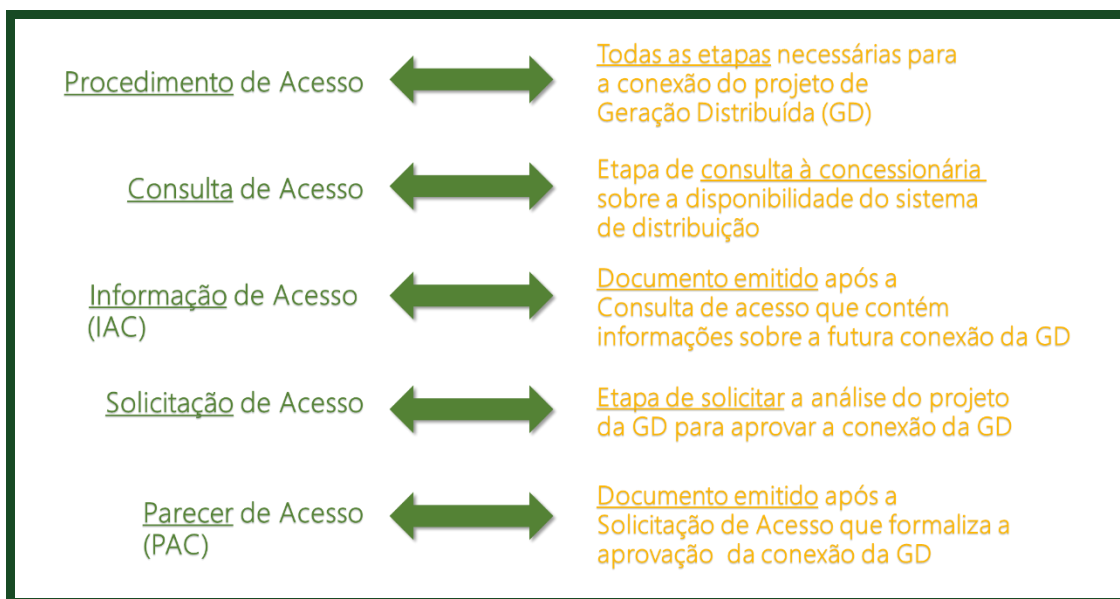 Procedimento de Acesso
Todas as etapas necessárias para
a conexão do projeto de
Geração Distribuída (GD)
Consulta de Acesso
Etapa de consulta à concessionária
sobre a disponibilidade do sistema
de distribuição
Informação de Acesso
(IAC)
Documento emitido após a
Consulta de acesso que contém
informações sobre a futura conexão da GD
Solicitação de Acesso
Etapa de solicitar a análise do projeto
da GD para aprovar a conexão da GD
Parecer de Acesso
(PAC)
Documento emitido após a
Solicitação de Acesso que formaliza a
aprovação da conexão da GD